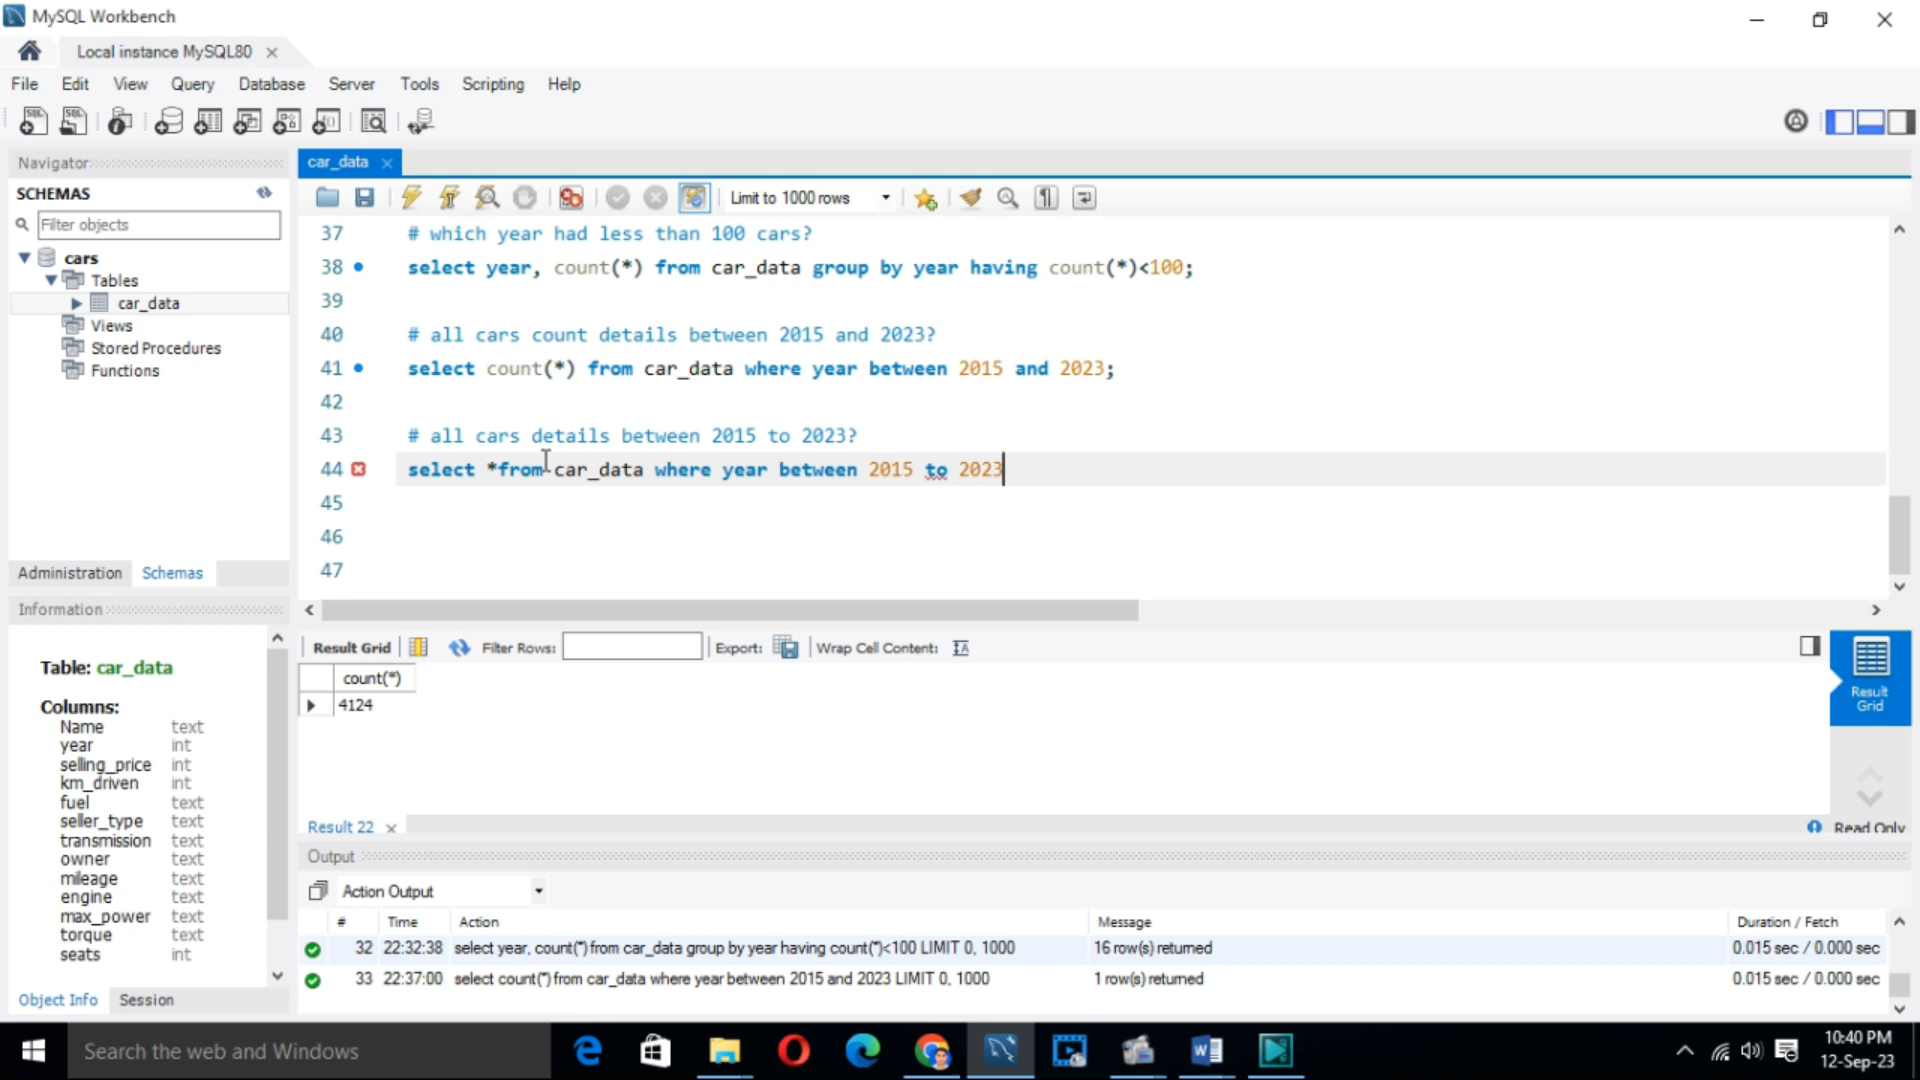 MySQL Workbench
Local instance MySQL80
File Edit View Query Database Server Tools Scripting Help
Navigator
SCHEMAS
Filter objects
cars
Tables
car_data
Views
Stored Procedures
Functions
Administration Schemas
Information
Table: car_data
Columns:
Name text
year int
selling_price int
km_driven int
fuel text
seller_type text
transmission text
owner text
mileage text
engine text
max_power text
torque text
seats int
Object Info Session
car_data
Limit to 1000 rows
37 # which year had less than 100 cars?
38 select year, count(*) from car_data group by year having count(*)<100;
39
40 # all cars count details between 2015 and 2023?
41 select count(*) from car_data where year between 2015 and 2023;
42
43 # all cars details between 2015 to 2023?
44 select *from car_data where year between 2015 to 2023
45
46
47
Result Grid Filter Rows: Export: Wrap Cell Content:
count(*)
4124
Result Grid
Result 22
Read Only
Output
Action Output
# Time Action Message Duration / Fetch
32 22:32:38 select year, count(*) from car_data group by year having count(*)<100 LIMIT 0, 1000 16 row(s) returned 0.015 sec / 0.000 sec
33 22:37:00 select count(*) from car_data where year between 2015 and 2023 LIMIT 0, 1000 1 row(s) returned 0.015 sec / 0.000 sec
Search the web and Windows
10:40 PM
12-Sep-23